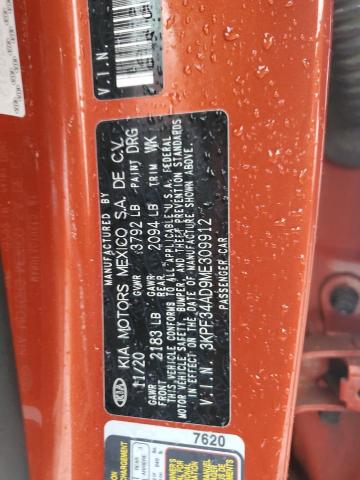 V.I.N.
MANUFACTURED BY
KIA
KIA MOTORS MEXICO S.A. DE C.V.
11/20 GVWR 3792 LB PAINT DRG
GAWR FRONT 2183 LB GAWR REAR 2094 LB TRIM WK
THIS VEHICLE CONFORMS TO ALL APPLICABLE U.S.A. FEDERAL
MOTOR VEHICLE SAFETY, BUMPER, AND THEFT PREVENTION STANDARDS
IN EFFECT ON THE DATE OF MANUFACTURE SHOWN ABOVE.
V.I.N. 3KPF34AD9ME309912
PASSENGER CAR
7620